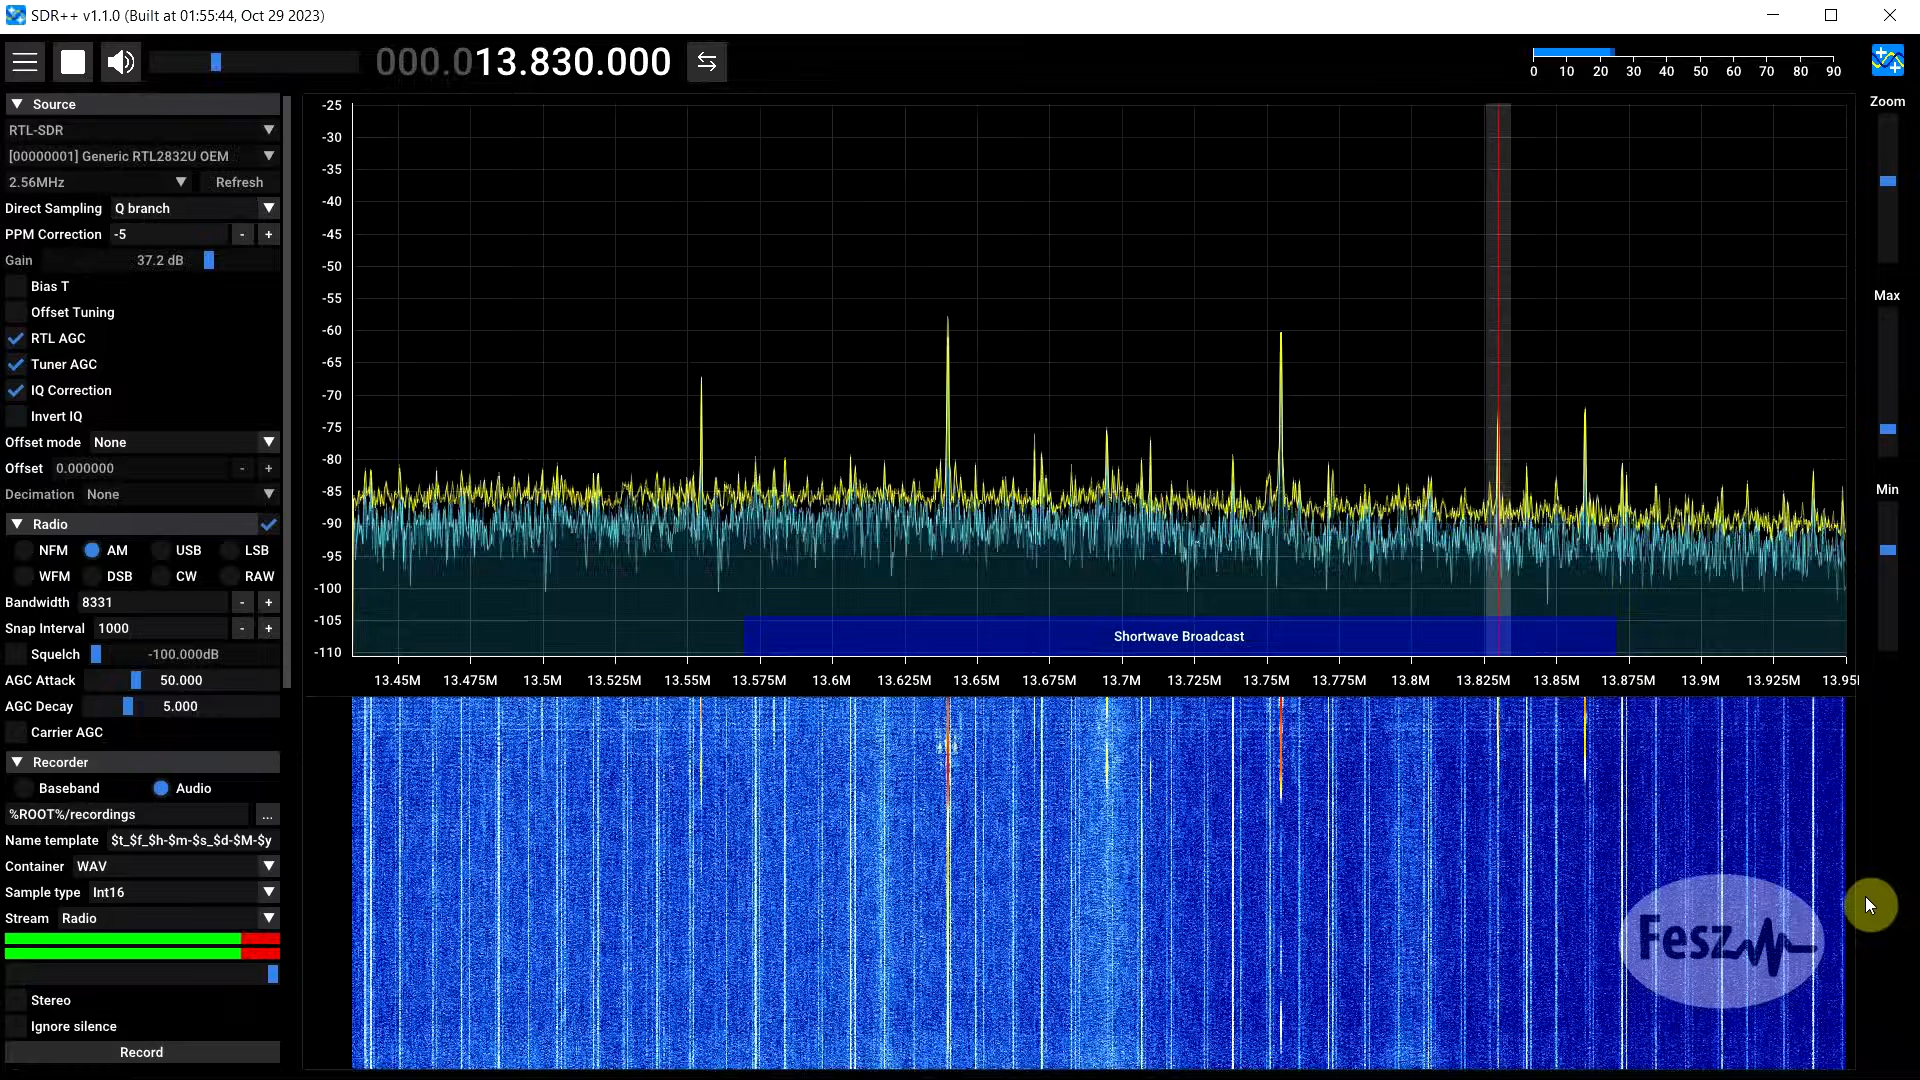 SDR++ v1.1.0 (Built at 01:55:44, Oct 29 2023)
000.013.830.000
0 10 20 30 40 50 60 70 80 90
Source
RTL-SDR
[00000001] Generic RTL2832U OEM
2.56MHz Refresh
Direct Sampling Q branch
PPM Correction -5 - +
Gain 37.2 dB
Bias T
Offset Tuning
RTL AGC
Tuner AGC
IQ Correction
Invert IQ
Offset mode None
Offset 0.000000 - +
Decimation None
Radio
NFM AM USB LSB
WFM DSB CW RAW
Bandwidth 8331 - +
Snap Interval 1000 - +
Squelch -100.000dB
AGC Attack 50.000
AGC Decay 5.000
Carrier AGC
Recorder
Baseband Audio
%ROOT%/recordings ...
Name template $t_$f_$h-$m-$s_$d-$M-$y
Container WAV
Sample type Int16
Stream Radio
Stereo
Ignore silence
Record
-25
-30
-35
-40
-45
-50
-55
-60
-65
-70
-75
-80
-85
-90
-95
-100
-105
-110
Shortwave Broadcast
13.45M 13.475M 13.5M 13.525M 13.55M 13.575M 13.6M 13.625M 13.65M 13.675M 13.7M 13.725M 13.75M 13.775M 13.8M 13.825M 13.85M 13.875M 13.9M 13.925M 13.95
Zoom
Max
Min
Fesz